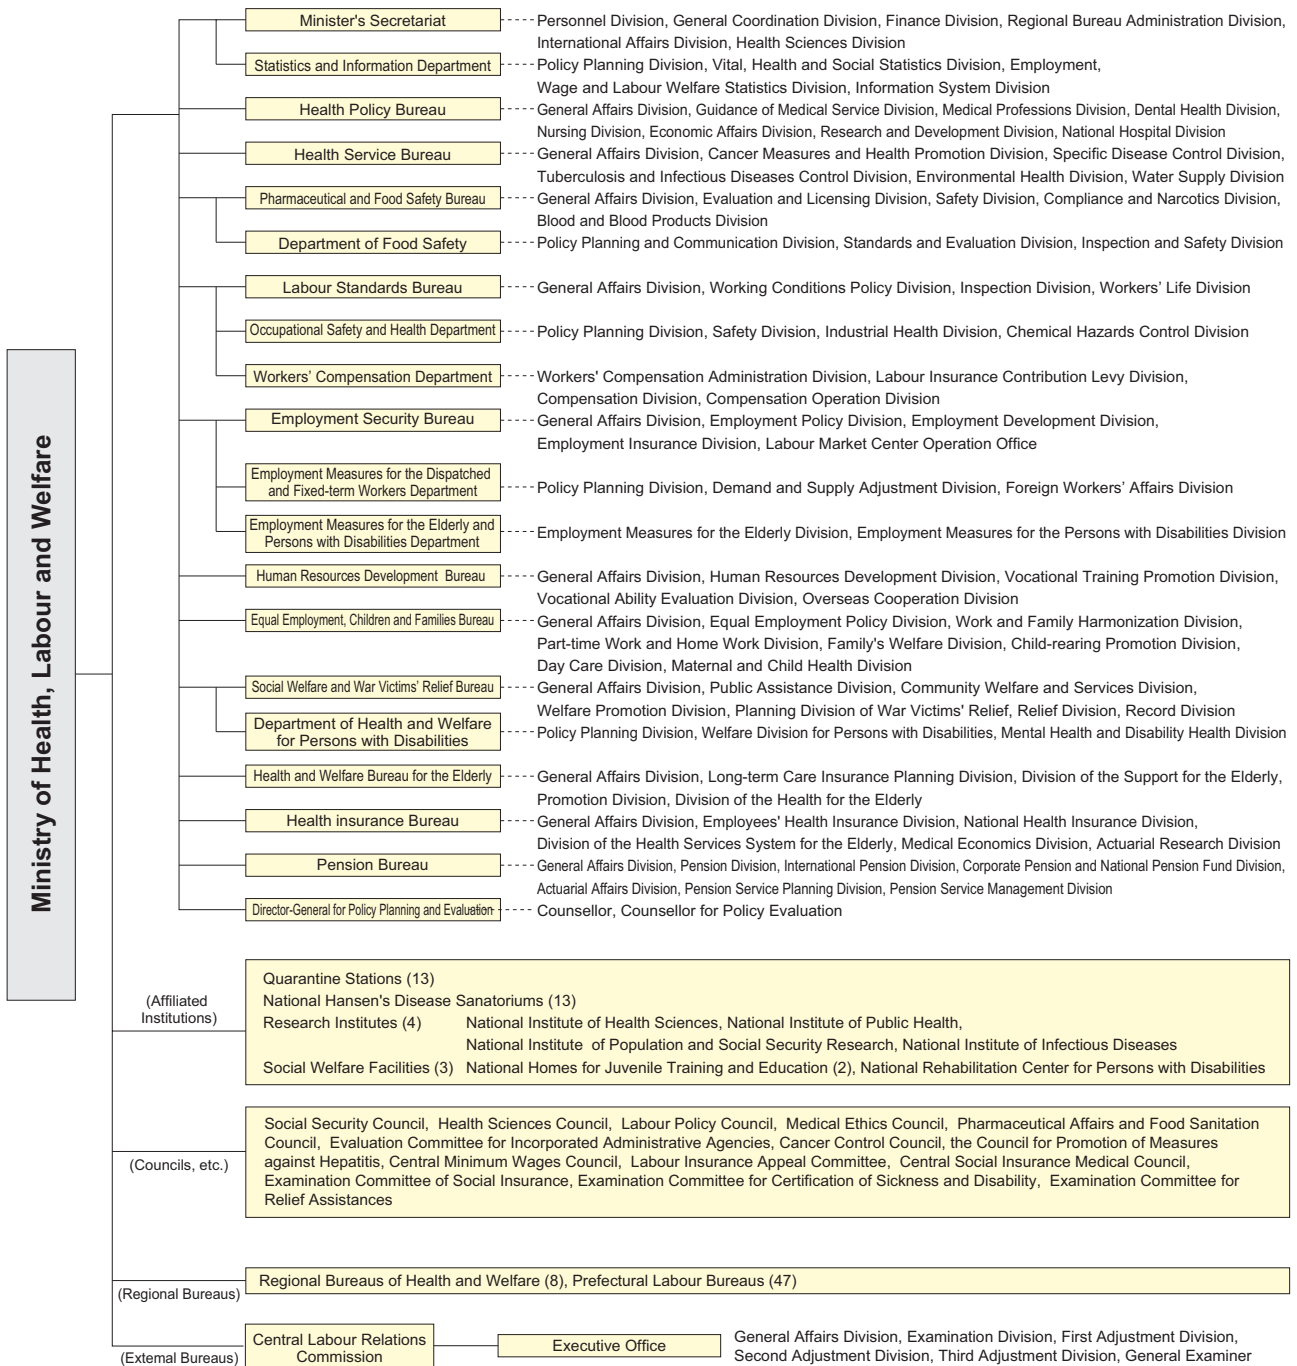 Ministry of Health, Labour and Welfare
Minister's Secretariat
Personnel Division, General Coordination Division, Finance Division, Regional Bureau Administration Division,
International Affairs Division, Health Sciences Division
Statistics and Information Department
Policy Planning Division, Vital, Health and Social Statistics Division, Employment,
Wage and Labour Welfare Statistics Division, Information System Division
Health Policy Bureau
General Affairs Division, Guidance of Medical Service Division, Medical Professions Division, Dental Health Division,
Nursing Division, Economic Affairs Division, Research and Development Division, National Hospital Division
Health Service Bureau
General Affairs Division, Cancer Measures and Health Promotion Division, Specific Disease Control Division,
Tuberculosis and Infectious Diseases Control Division, Environmental Health Division, Water Supply Division
Pharmaceutical and Food Safety Bureau
General Affairs Division, Evaluation and Licensing Division, Safety Division, Compliance and Narcotics Division,
Blood and Blood Products Division
Department of Food Safety
Policy Planning and Communication Division, Standards and Evaluation Division, Inspection and Safety Division
Labour Standards Bureau
General Affairs Division, Working Conditions Policy Division, Inspection Division, Workers' Life Division
Occupational Safety and Health Department
Policy Planning Division, Safety Division, Industrial Health Division, Chemical Hazards Control Division
Workers' Compensation Department
Workers' Compensation Administration Division, Labour Insurance Contribution Levy Division,
Compensation Division, Compensation Operation Division
Employment Security Bureau
General Affairs Division, Employment Policy Division, Employment Development Division,
Employment Insurance Division, Labour Market Center Operation Office
Employment Measures for the Dispatched
and Fixed-term Workers Department
Policy Planning Division, Demand and Supply Adjustment Division, Foreign Workers' Affairs Division
Employment Measures for the Elderly and
Persons with Disabilities Department
Employment Measures for the Elderly Division, Employment Measures for the Persons with Disabilities Division
Human Resources Development Bureau
General Affairs Division, Human Resources Development Division, Vocational Training Promotion Division,
Vocational Ability Evaluation Division, Overseas Cooperation Division
Equal Employment, Children and Families Bureau
General Affairs Division, Equal Employment Policy Division, Work and Family Harmonization Division,
Part-time Work and Home Work Division, Family's Welfare Division, Child-rearing Promotion Division,
Day Care Division, Maternal and Child Health Division
Social Welfare and War Victims' Relief Bureau
General Affairs Division, Public Assistance Division, Community Welfare and Services Division,
Welfare Promotion Division, Planning Division of War Victims' Relief, Relief Division, Record Division
Department of Health and Welfare
for Persons with Disabilities
Policy Planning Division, Welfare Division for Persons with Disabilities, Mental Health and Disability Health Division
Health and Welfare Bureau for the Elderly
General Affairs Division, Long-term Care Insurance Planning Division, Division of the Support for the Elderly,
Promotion Division, Division of the Health for the Elderly
Health insurance Bureau
General Affairs Division, Employees' Health Insurance Division, National Health Insurance Division,
Division of the Health Services System for the Elderly, Medical Economics Division, Actuarial Research Division
Pension Bureau
General Affairs Division, Pension Division, International Pension Division, Corporate Pension and National Pension Fund Division,
Actuarial Affairs Division, Pension Service Planning Division, Pension Service Management Division
Director-General for Policy Planning and Evaluation
Counsellor, Counsellor for Policy Evaluation
(Affiliated
Institutions)
Quarantine Stations (13)
National Hansen's Disease Sanatoriums (13)
Research Institutes (4) National Institute of Health Sciences, National Institute of Public Health,
National Institute of Population and Social Security Research, National Institute of Infectious Diseases
Social Welfare Facilities (3) National Homes for Juvenile Training and Education (2), National Rehabilitation Center for Persons with Disabilities
(Councils, etc.)
Social Security Council, Health Sciences Council, Labour Policy Council, Medical Ethics Council, Pharmaceutical Affairs and Food Sanitation
Council, Evaluation Committee for Incorporated Administrative Agencies, Cancer Control Council, the Council for Promotion of Measures
against Hepatitis, Central Minimum Wages Council, Labour Insurance Appeal Committee, Central Social Insurance Medical Council,
Examination Committee of Social Insurance, Examination Committee for Certification of Sickness and Disability, Examination Committee for
Relief Assistances
(Regional Bureaus)
Regional Bureaus of Health and Welfare (8), Prefectural Labour Bureaus (47)
(External Bureaus)
Central Labour Relations
Commission
Executive Office
General Affairs Division, Examination Division, First Adjustment Division,
Second Adjustment Division, Third Adjustment Division, General Examiner